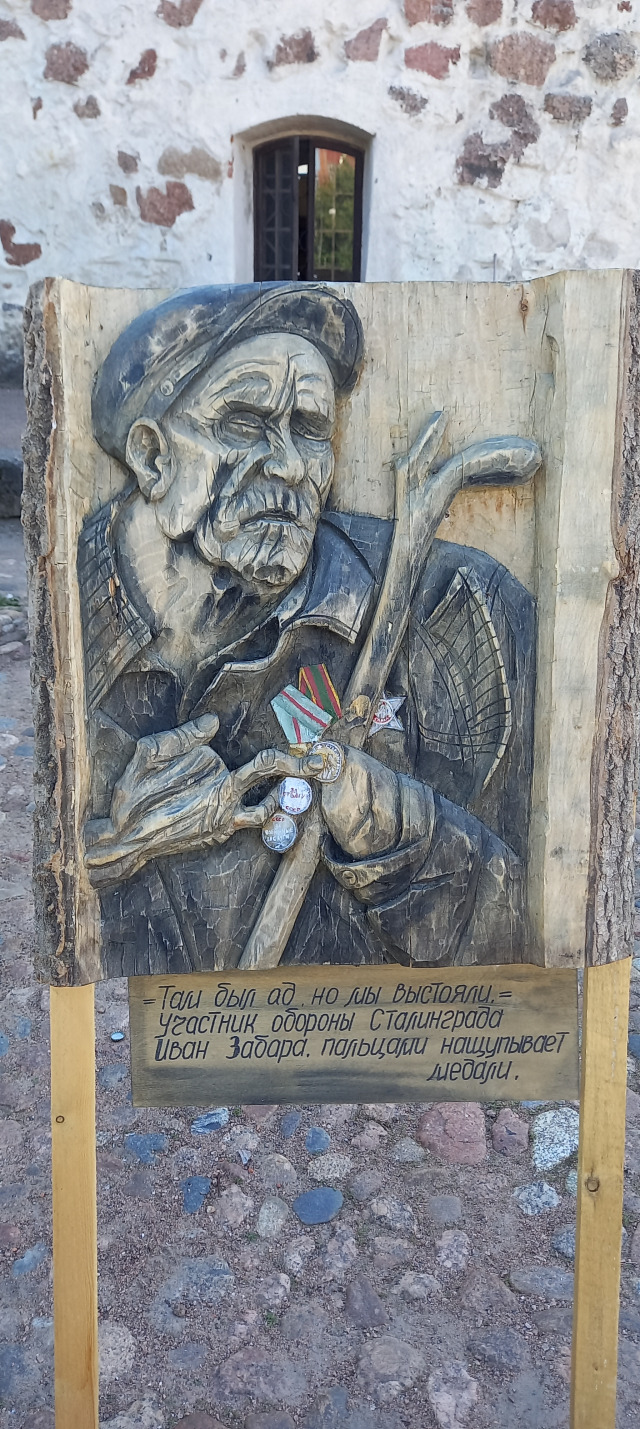 =Там был ад, но мы выстояли.=
Участник обороны Сталинграда
Иван Забара, пальцами нащупывает
медали.